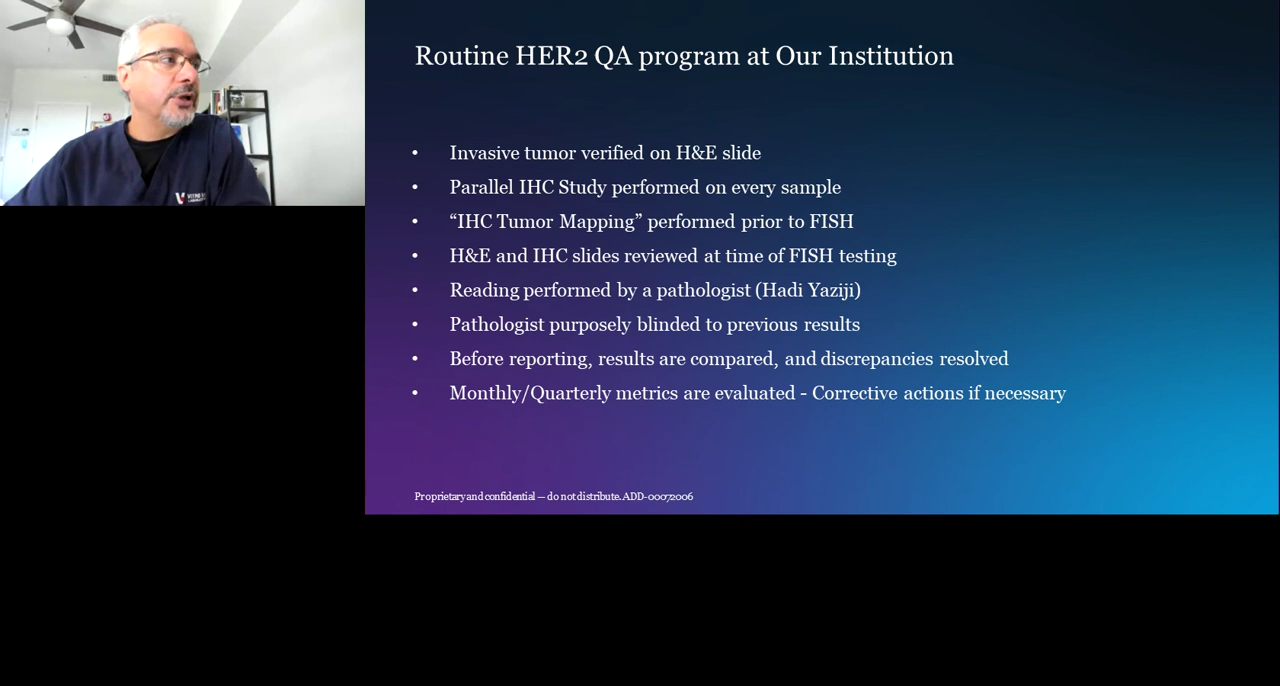 Routine HER2 QA program at Our Institution
• Invasive tumor verified on H&E slide
• Parallel IHC Study performed on every sample
• “IHC Tumor Mapping” performed prior to FISH
• H&E and IHC slides reviewed at time of FISH testing
• Reading performed by a pathologist (Hadi Yaziji)
• Pathologist purposely blinded to previous results
• Before reporting, results are compared, and discrepancies resolved
• Monthly/Quarterly metrics are evaluated - Corrective actions if necessary
Proprietary and confidential — do not distribute. ADD-00072006